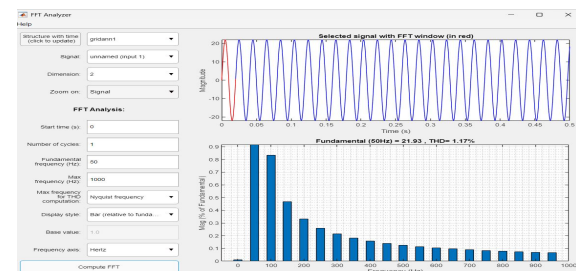 FFT Analyzer
Help
Structure with time
(click to update)
gridann1
Signal:
unnamed (input 1)
Dimension:
2
Zoom on:
Signal
FFT Analysis:
Start time (s):
0
Number of cycles:
1
Fundamental
frequency (Hz):
50
Max
frequency (Hz):
1000
Max frequency
for THD
computation:
Nyquist frequency
Display style:
Bar (relative to funda...
Base value:
1.0
Frequency axis:
Hertz
Compute FFT
Selected signal with FFT window (in red)
Magnitude
20
10
0
-10
-20
0 0.05 0.1 0.15 0.2 0.25 0.3 0.35 0.4 0.45 0.5
Time (s)
Fundamental (50Hz) = 21.93 , THD= 1.17%
Mag (% of Fundamental)
0.9
0.8
0.7
0.6
0.5
0.4
0.3
0.2
0.1
0
0 100 200 300 400 500 600 700 800 900 1000
Frequency (Hz)